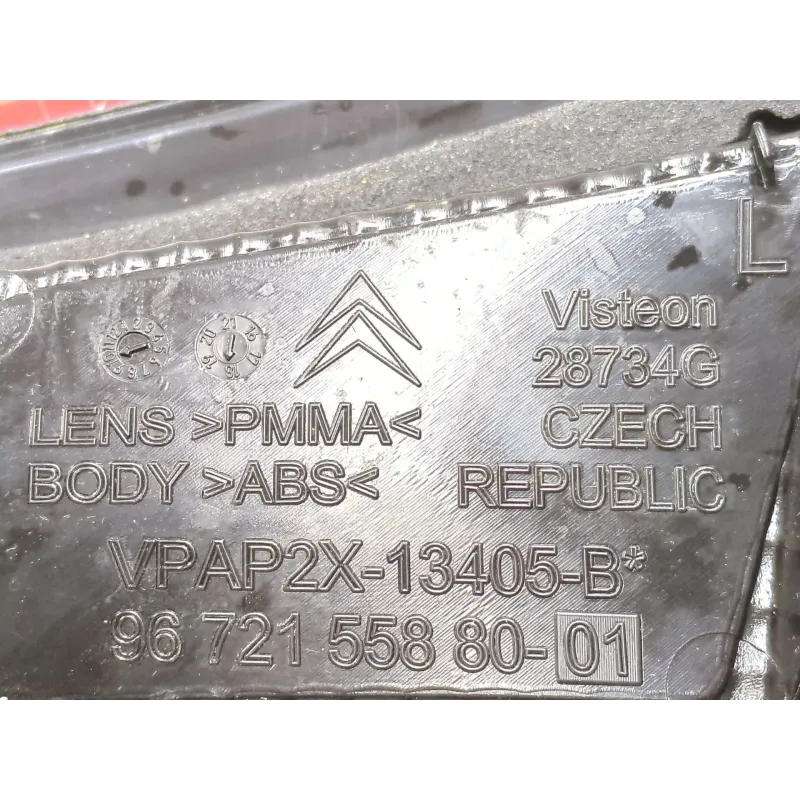 L
Visteon
28734G
LENS >PMMA< CZECH
BODY >ABS< REPUBLIC
VPAP2X-13405-B*
96 721 558 80- 01